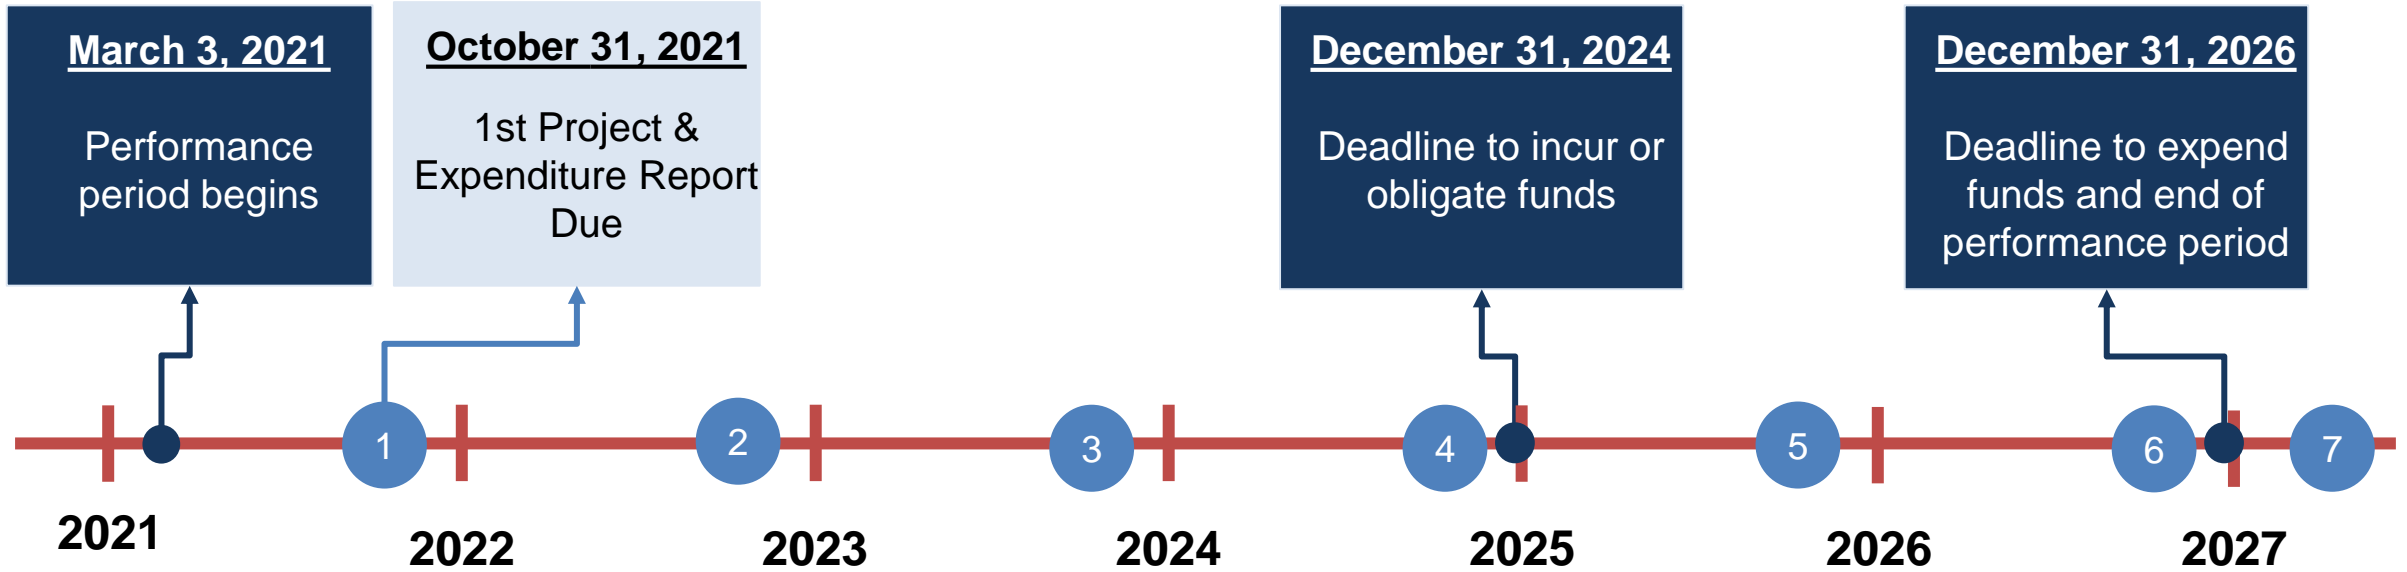 March 3, 2021
Performance
period begins
October 31, 2021
1st Project &
Expenditure Report
Due
December 31, 2024
Deadline to incur or
obligate funds
December 31, 2026
Deadline to expend
funds and end of
performance period
1
2
3
4
5
6
7
2021
2022
2023
2024
2025
2026
2027